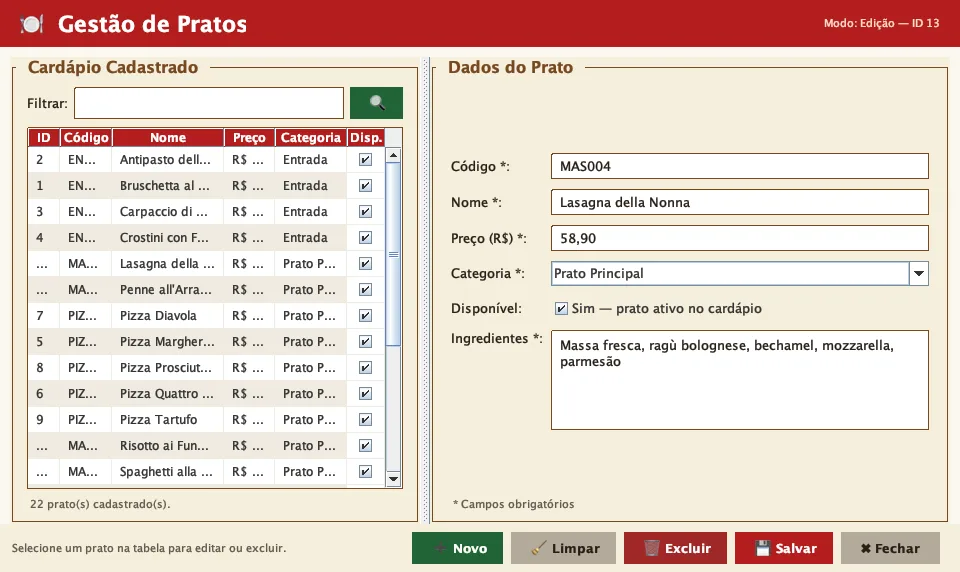 Gestão de Pratos
Modo: Edição — ID 13
Cardápio Cadastrado
Filtrar:
ID Código Nome Preço Categoria Disp.
2 EN... Antipasto dell... R$ ... Entrada
1 EN... Bruschetta al ... R$ ... Entrada
3 EN... Carpaccio di ... R$ ... Entrada
4 EN... Crostini con F... R$ ... Entrada
... MA... Lasagna della ... R$ ... Prato P...
... MA... Penne all'Arra... R$ ... Prato P...
7 PIZ... Pizza Diavola R$ ... Prato P...
5 PIZ... Pizza Margher... R$ ... Prato P...
8 PIZ... Pizza Prosciut... R$ ... Prato P...
6 PIZ... Pizza Quattro ... R$ ... Prato P...
9 PIZ... Pizza Tartufo R$ ... Prato P...
... MA... Risotto ai Fun... R$ ... Prato P...
... MA... Spaghetti alla ... R$ ... Prato P...
22 prato(s) cadastrado(s).
Dados do Prato
Código *: MAS004
Nome *: Lasagna della Nonna
Preço (R$) *: 58,90
Categoria *: Prato Principal
Disponível: Sim — prato ativo no cardápio
Ingredientes *: Massa fresca, ragù bolognese, bechamel, mozzarella,
parmesão
* Campos obrigatórios
Selecione um prato na tabela para editar ou excluir.
Novo Limpar Excluir Salvar ✖ Fechar